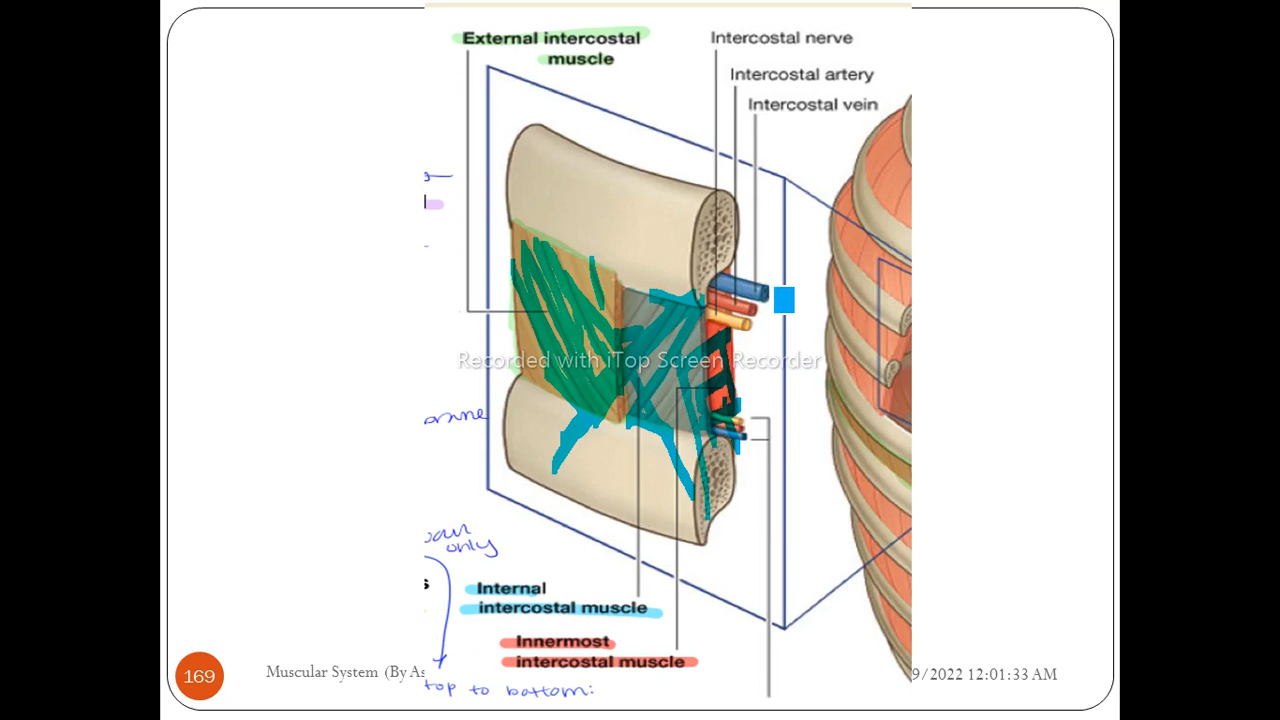 External intercostal
muscle
Intercostal nerve
Intercostal artery
Intercostal vein
Recorded with iTop Screen Recorder
only
Internal
intercostal muscle
Innermost
intercostal muscle
169
Muscular System (By As
9/2022 12:01:33 AM
top to bottom: